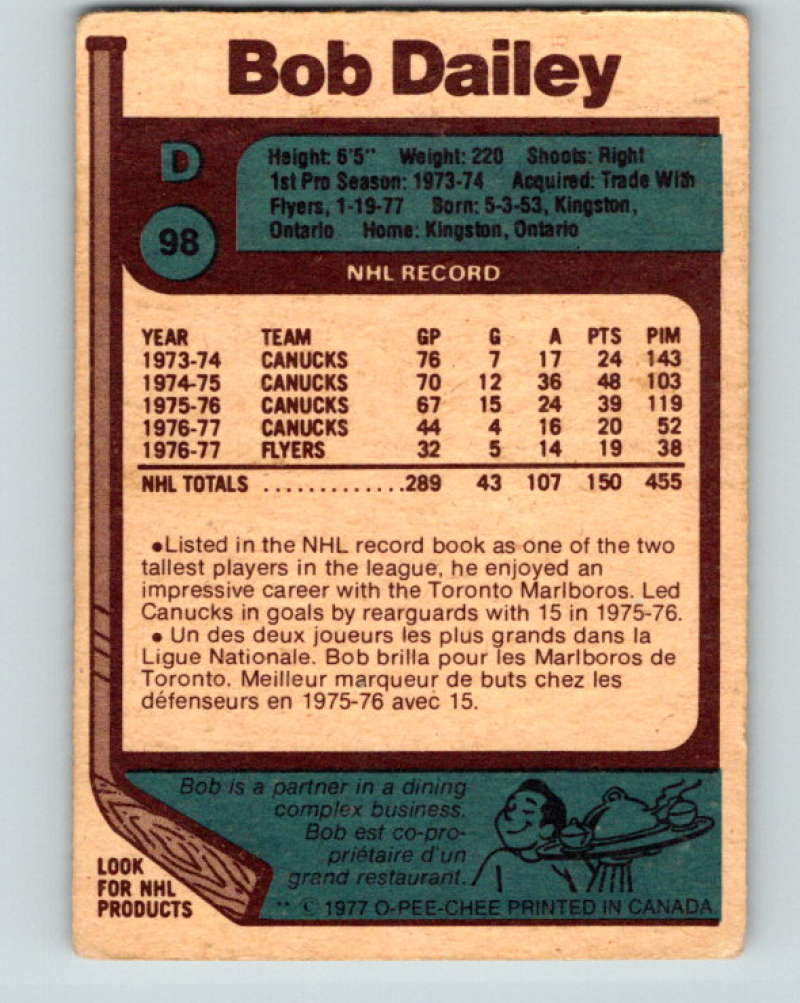 Bob Dailey
D
98
Height: 6'5" Weight: 220 Shoots: Right
1st Pro Season: 1973-74 Acquired: Trade With
Flyers, 1-19-77 Born: 5-3-53, Kingston,
Ontario Home: Kingston, Ontario
NHL RECORD
YEAR TEAM GP G A PTS PIM
1973-74 CANUCKS 76 7 17 24 143
1974-75 CANUCKS 70 12 36 48 103
1975-76 CANUCKS 67 15 24 39 119
1976-77 CANUCKS 44 4 16 20 52
1976-77 FLYERS 32 5 14 19 38
NHL TOTALS .............289 43 107 150 455
●Listed in the NHL record book as one of the two
tallest players in the league, he enjoyed an
impressive career with the Toronto Marlboros. Led
Canucks in goals by rearguards with 15 in 1975-76.
● Un des deux joueurs les plus grands dans la
Ligue Nationale. Bob brilla pour les Marlboros de
Toronto. Meilleur marqueur de buts chez les
défenseurs en 1975-76 avec 15.
Bob is a partner in a dining
complex business.
Bob est co-pro-
priétaire d'un
grand restaurant.
LOOK
FOR NHL
PRODUCTS
** © 1977 O-PEE-CHEE PRINTED IN CANADA